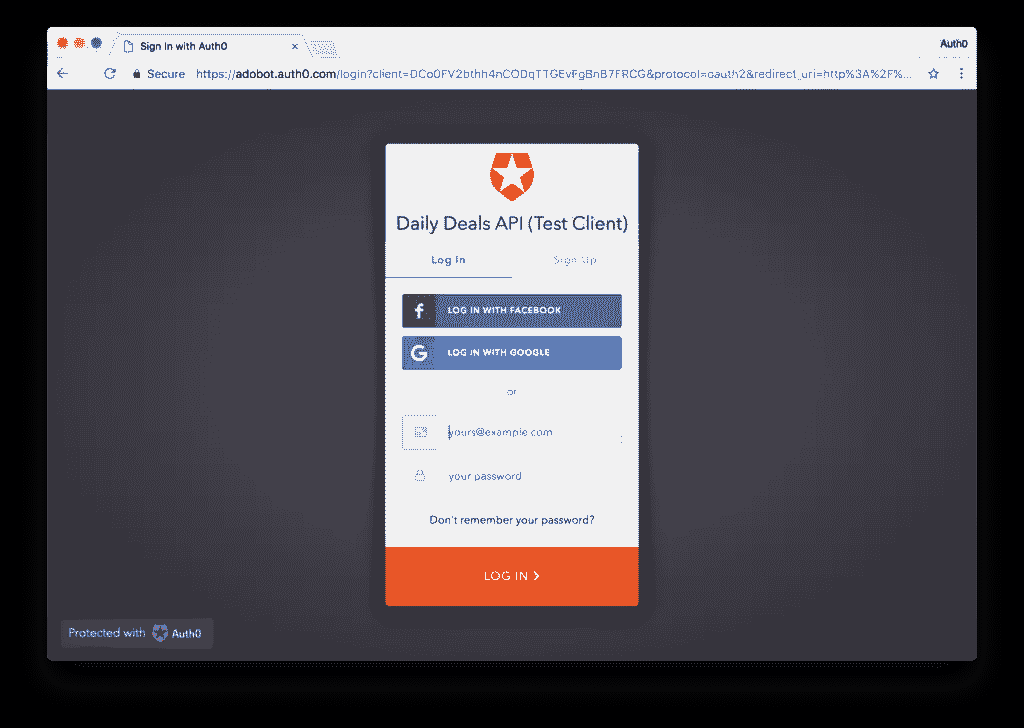 Sign In with Auth0
Auth0
Secure https://adobot.auth0.com/login?client=DCo0FV2bthh4nCODqTTGEvFgBnB7FRCG&protocol=oauth2&redirect_uri=http%3A%2F%...
Daily Deals API (Test Client)
Log In
Sign Up
LOG IN WITH FACEBOOK
LOG IN WITH GOOGLE
or
yours@example.com
your password
Don't remember your password?
LOG IN
Protected with Auth0